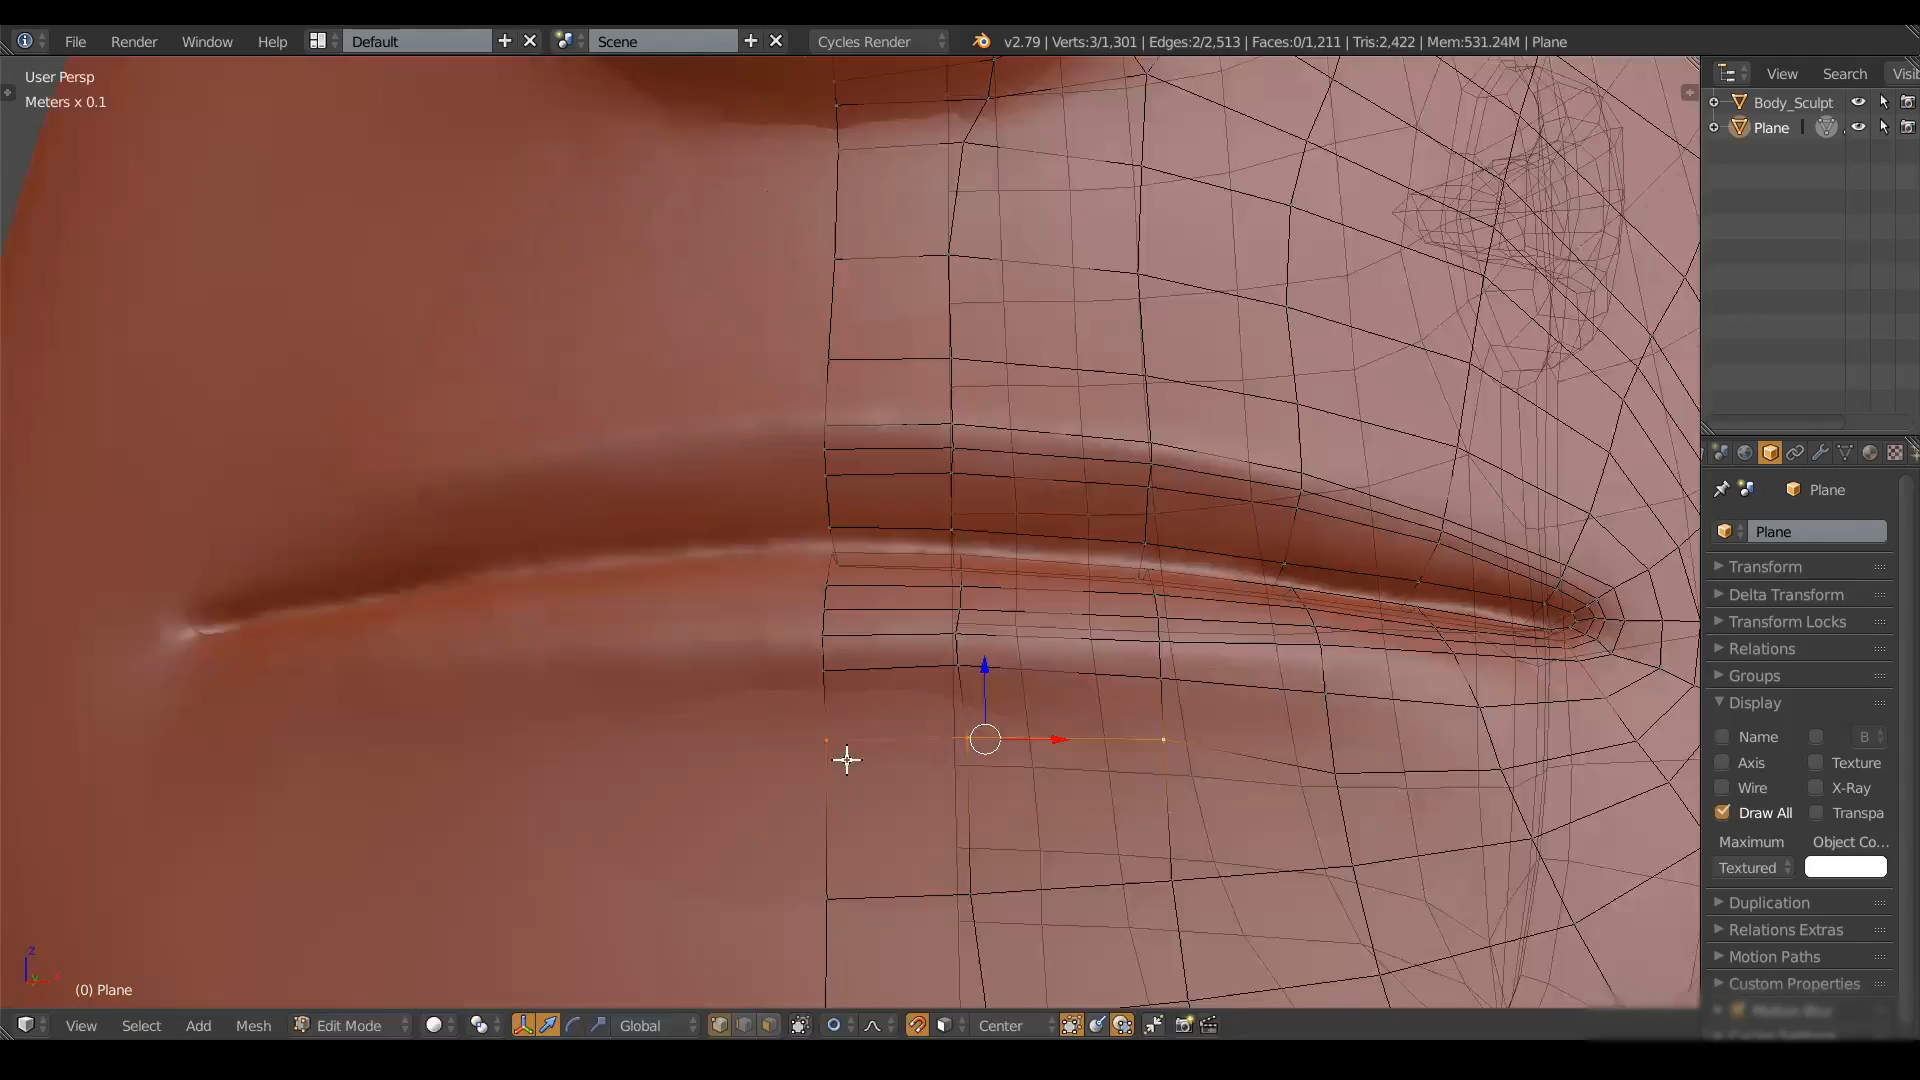 File Render Window Help Default Scene Cycles Render v2.79 | Verts:3/1,301 | Edges:2/2,513 | Faces:0/1,211 | Tris:2,422 | Mem:531.24M | Plane
User Persp
Meters x 0.1
View Search Visi
Body_Sculpt
Plane
Plane
Plane
Transform
Delta Transform
Transform Locks
Relations
Groups
Display
Name B
Axis Texture
Wire X-Ray
Draw All Transpa
Maximum Object Co...
Textured
Duplication
Relations Extras
Motion Paths
Custom Properties
z
y x
(0) Plane
View Select Add Mesh Edit Mode Global Center